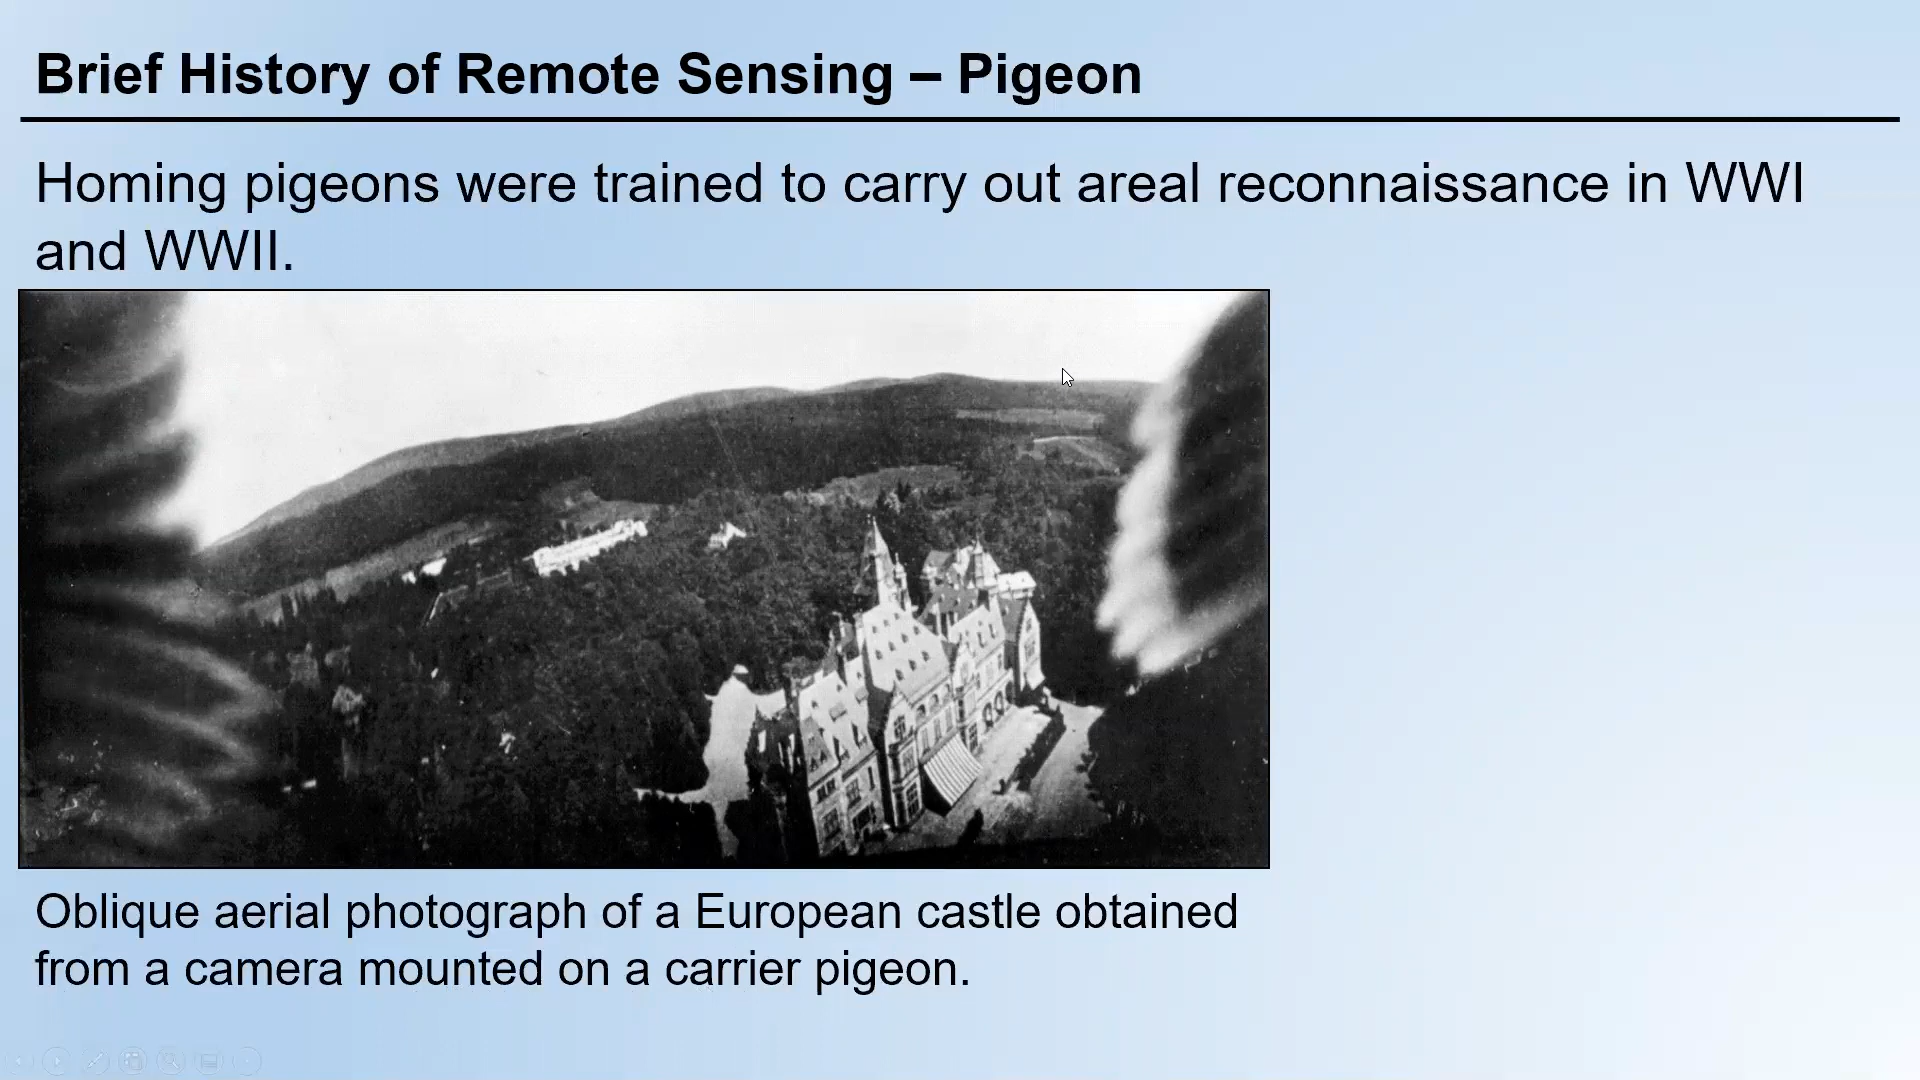 Brief History of Remote Sensing – Pigeon
Homing pigeons were trained to carry out areal reconnaissance in WWI
and WWII.
Oblique aerial photograph of a European castle obtained
from a camera mounted on a carrier pigeon.